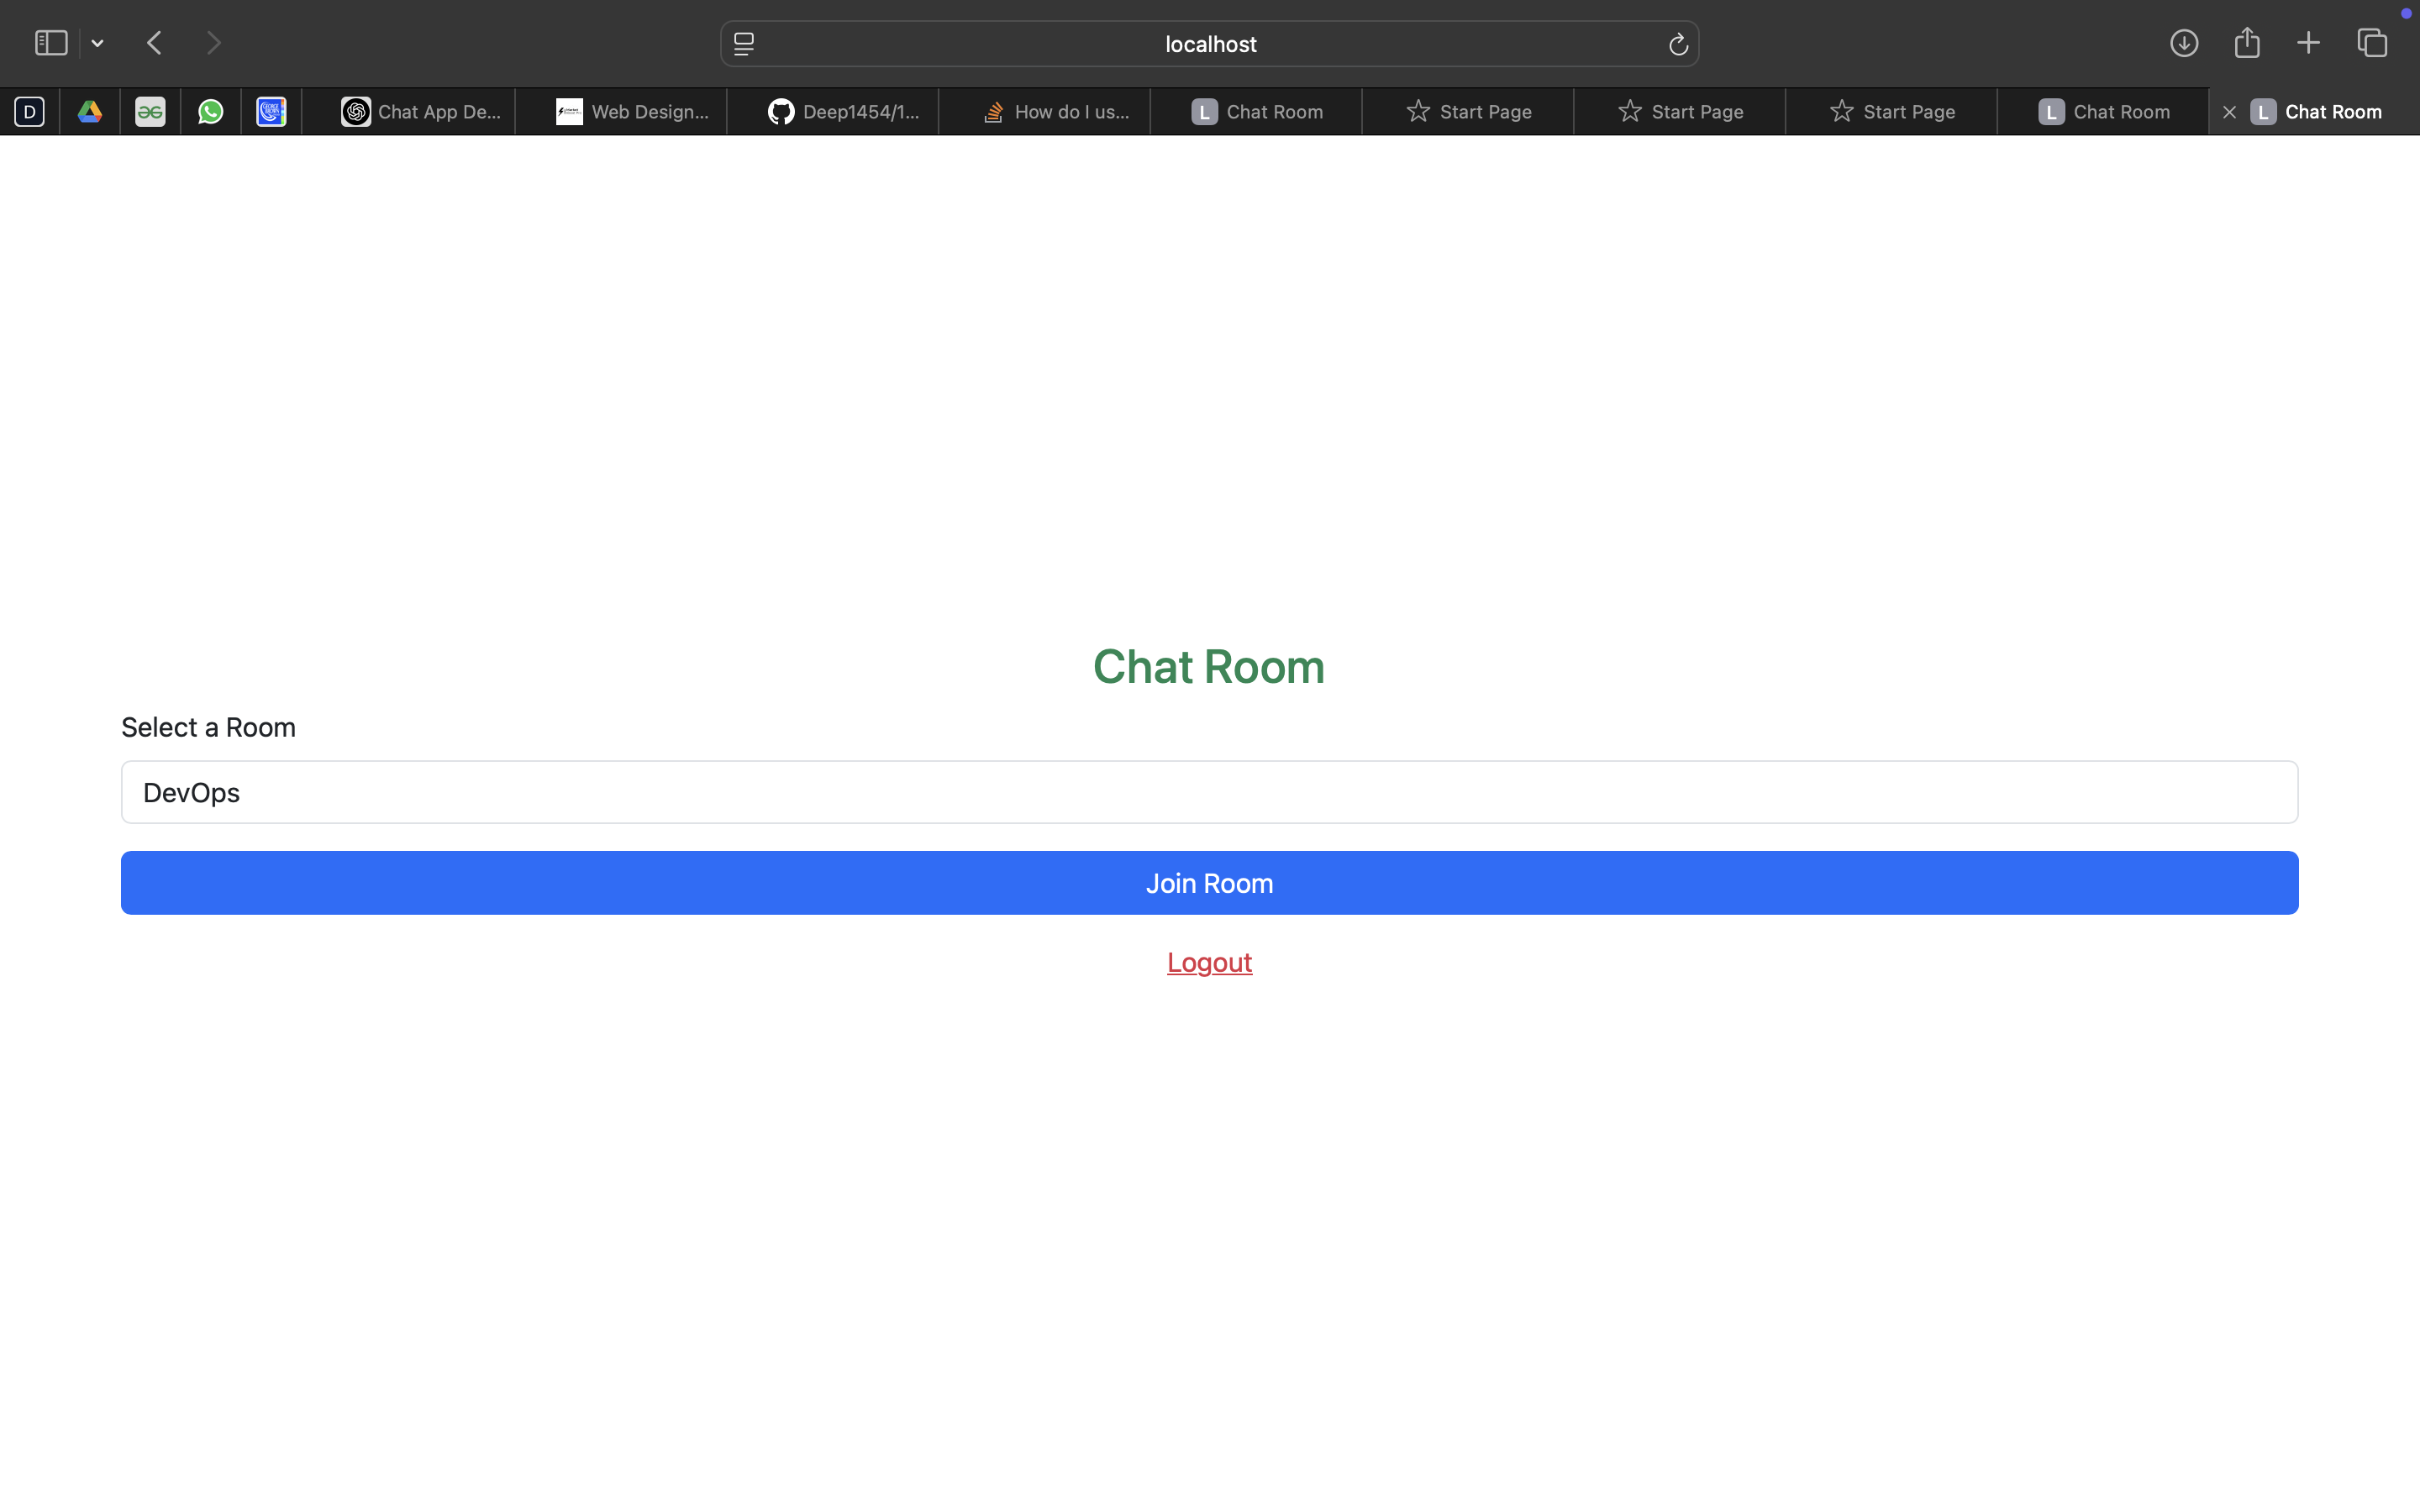 localhost
D
Chat App De...
Web Design...
Deep1454/1...
How do I us...
L Chat Room
Start Page
Start Page
Start Page
L Chat Room
L Chat Room
Chat Room
Select a Room
DevOps
Join Room
Logout